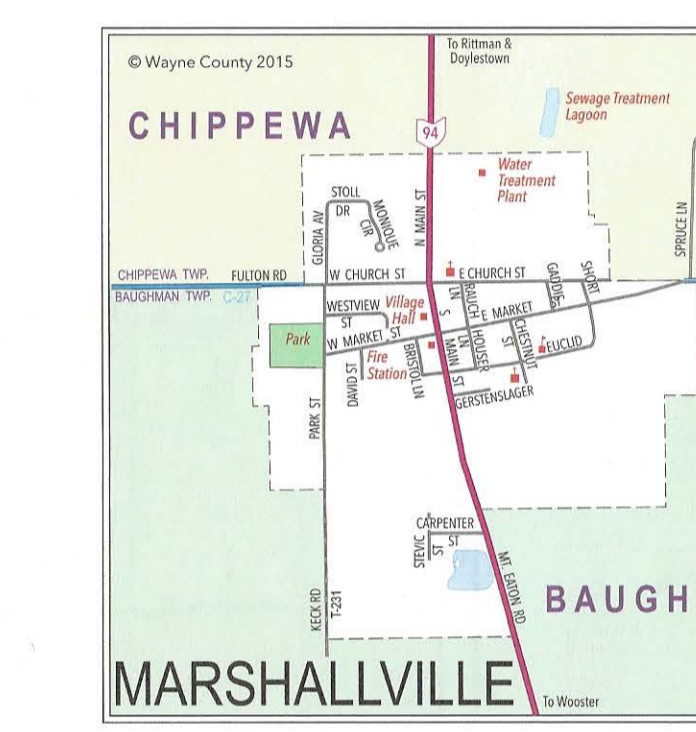 © Wayne County 2015
To Rittman &
Doylestown
CHIPPEWA
94
Sewage Treatment
Lagoon
Water
Treatment
Plant
STOLL
DR
MONIQUE
CIR
GLORIA AV
N MAIN ST
SPRUCE LN
CHIPPEWA TWP.
FULTON RD
W CHURCH ST
E CHURCH ST
GAUDIE
SHORT
BAUGHMAN TWP.
C-27
WESTVIEW
ST
Village
Hall
S
MAIN
ST
RAUCH
LN
E MARKET
HOUSER
LN
CHESTNUT
ST
EUCLID
Park
W MARKET ST
Fire
Station
DAVID ST
BRISTOL LN
GERSTENSLAGER
PARK ST
CARPENTER
ST
STEVIC
ST
MT. EATON RD
KECK RD
T-231
BAUGH
MARSHALLVILLE
To Wooster